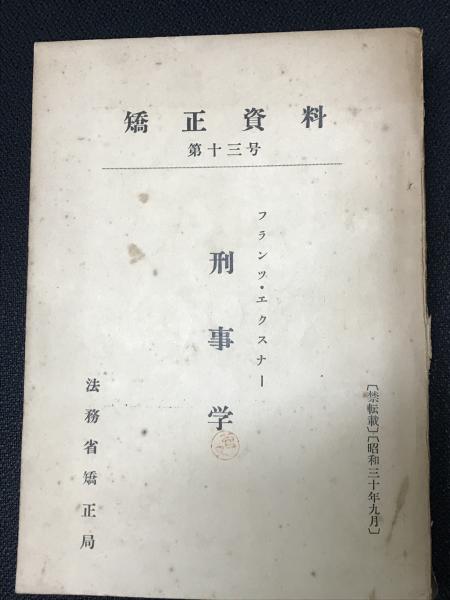 矯正資料
第十三号
〔禁転載〕〔昭和三十年九月〕
フランツ・エクスナー
刑事学
法務省矯正局